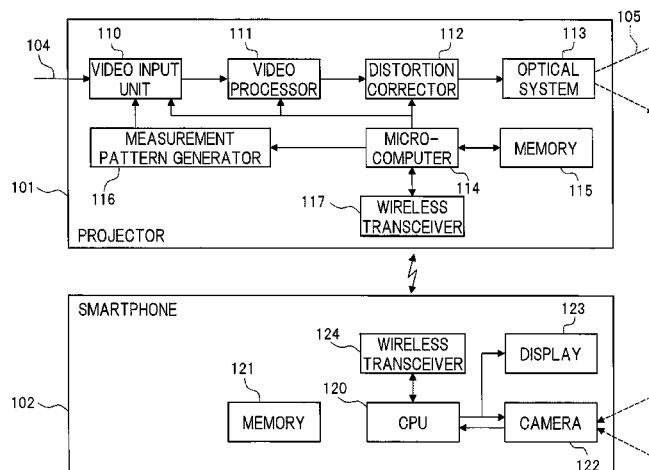 104
110
111
112
113
105
VIDEO INPUT
UNIT
VIDEO
PROCESSOR
DISTORTION
CORRECTOR
OPTICAL
SYSTEM
MEASUREMENT
PATTERN GENERATOR
MICRO-
COMPUTER
MEMORY
101
116
114
115
117
WIRELESS
TRANSCEIVER
PROJECTOR
SMARTPHONE
124
WIRELESS
TRANSCEIVER
123
DISPLAY
121
120
102
MEMORY
CPU
CAMERA
122